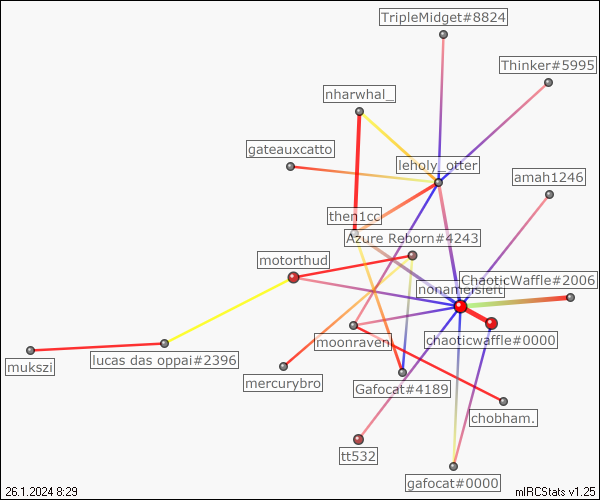 TripleMidget#8824
Thinker#5995
nharwhal_
gateauxcatto
leholy_otter
amah1246
then1cc
Azure Reborn#4243
motorthud
ChaoticWaffle#2006
nonamersleft
moonraven
chaoticwaffle#0000
lucas das oppai#2396
mukszi
mercurybro
Gafocat#4189
chobham.
tt532
gafocat#0000
26.1.2024 8:29
mIRCStats v1.25